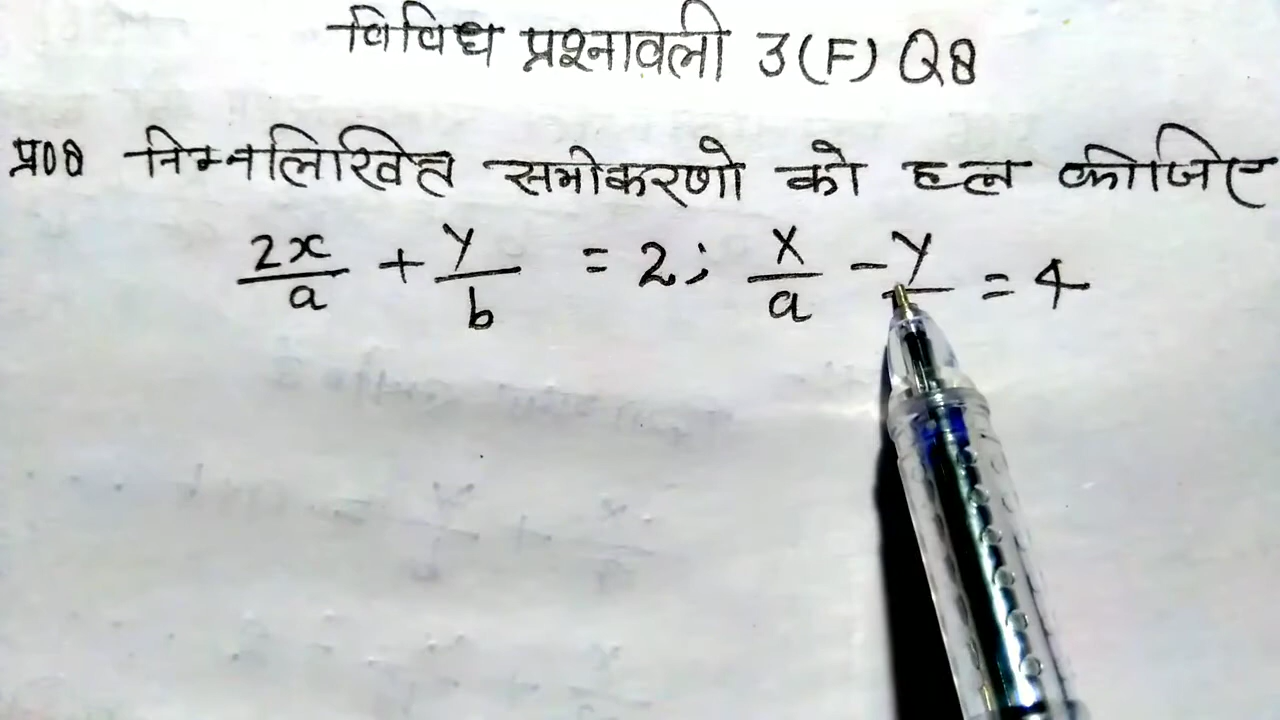 विविध प्रश्नावली 3(F) Q8
प्र08 निम्नलिखित समीकरणो को हल कीजिए
2x/a + y/b = 2; x/a - y/ = 4